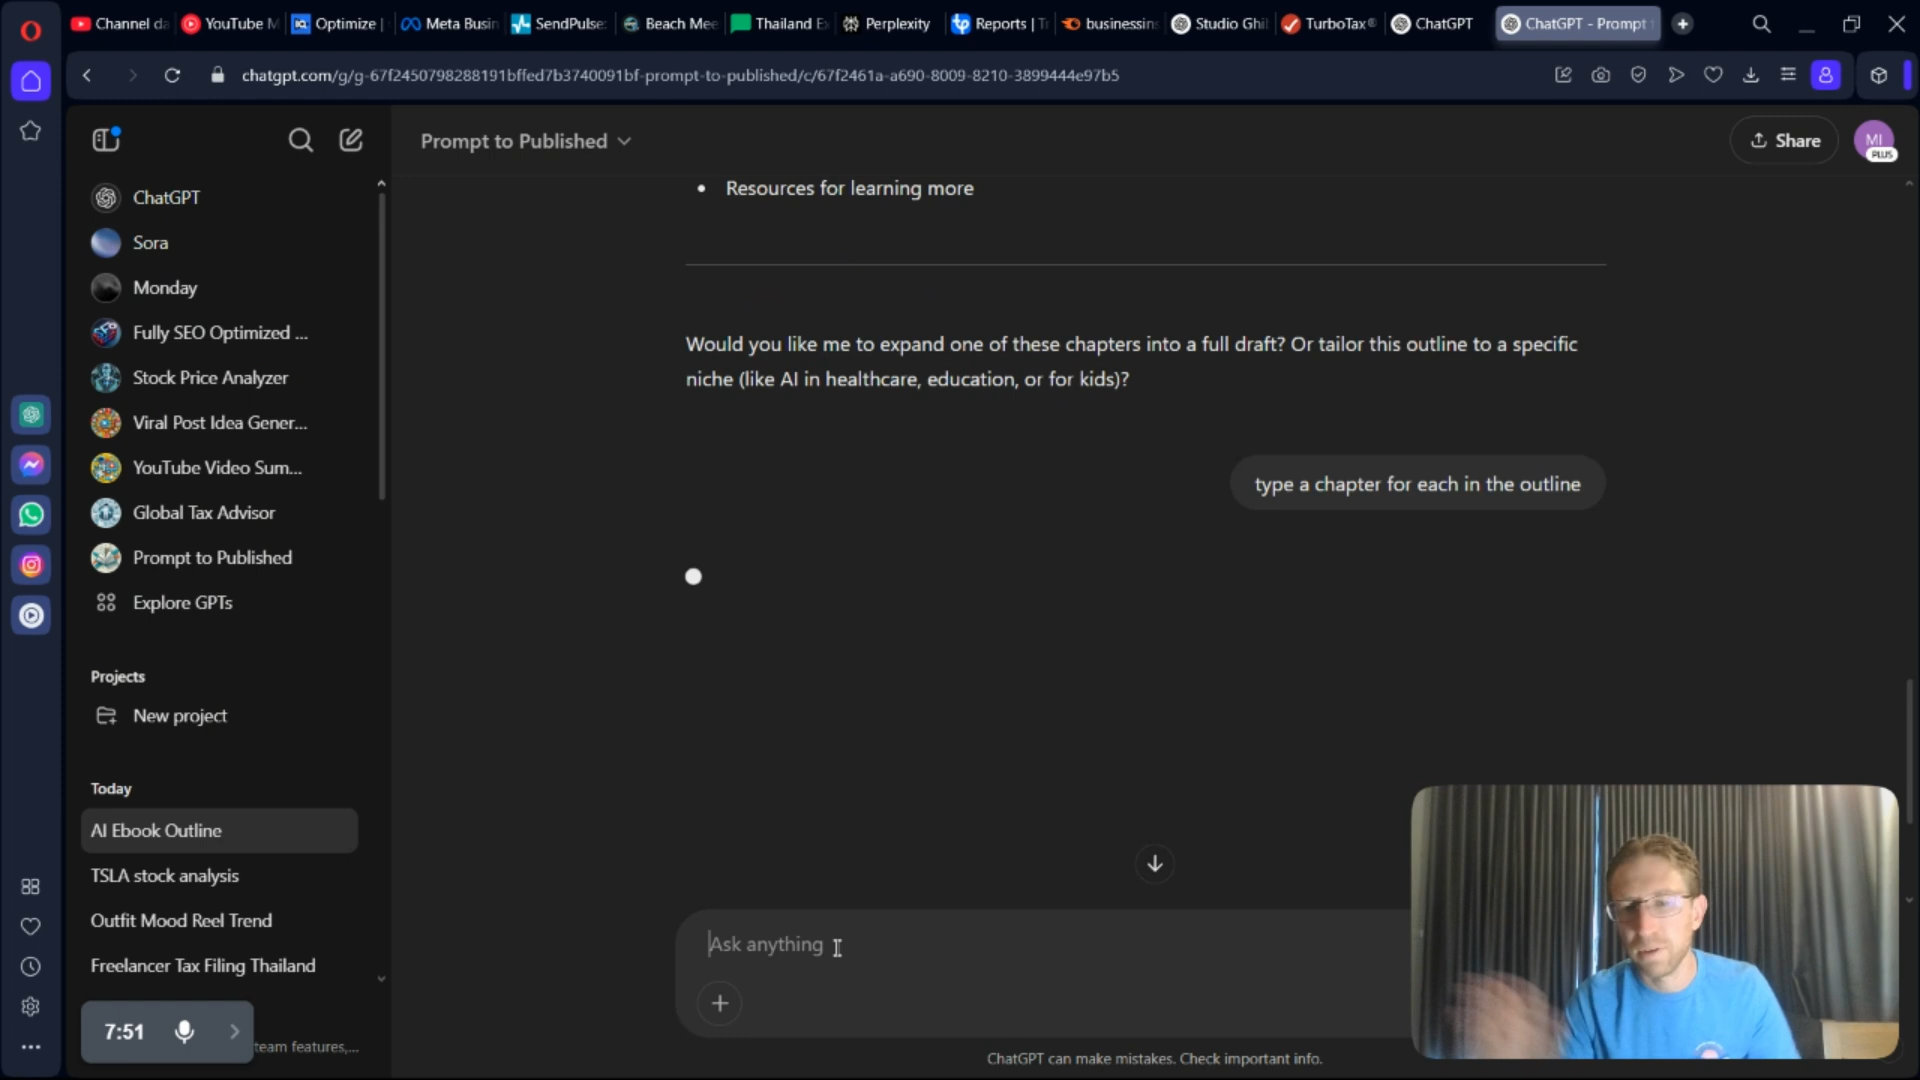 Channel da
YouTube M
Optimize |
Meta Busin
SendPulse:
Beach Mee
Thailand E
Perplexity
Reports | Tr
businessins
Studio Ghi
TurboTax®
ChatGPT
ChatGPT - Prompt t
chatgpt.com/g/g-67f2450798288191bffed7b3740091bf-prompt-to-published/c/67f2461a-a690-8009-8210-3899444e97b5
Prompt to Published
Share
MI
PLUS
ChatGPT
Sora
Monday
Fully SEO Optimized ...
Stock Price Analyzer
Viral Post Idea Gener...
YouTube Video Sum...
Global Tax Advisor
Prompt to Published
Explore GPTs
Projects
New project
Today
AI Ebook Outline
TSLA stock analysis
Outfit Mood Reel Trend
Freelancer Tax Filing Thailand
7:51
team features,...
• Resources for learning more
Would you like me to expand one of these chapters into a full draft? Or tailor this outline to a specific
niche (like AI in healthcare, education, or for kids)?
type a chapter for each in the outline
Ask anything
ChatGPT can make mistakes. Check important info.